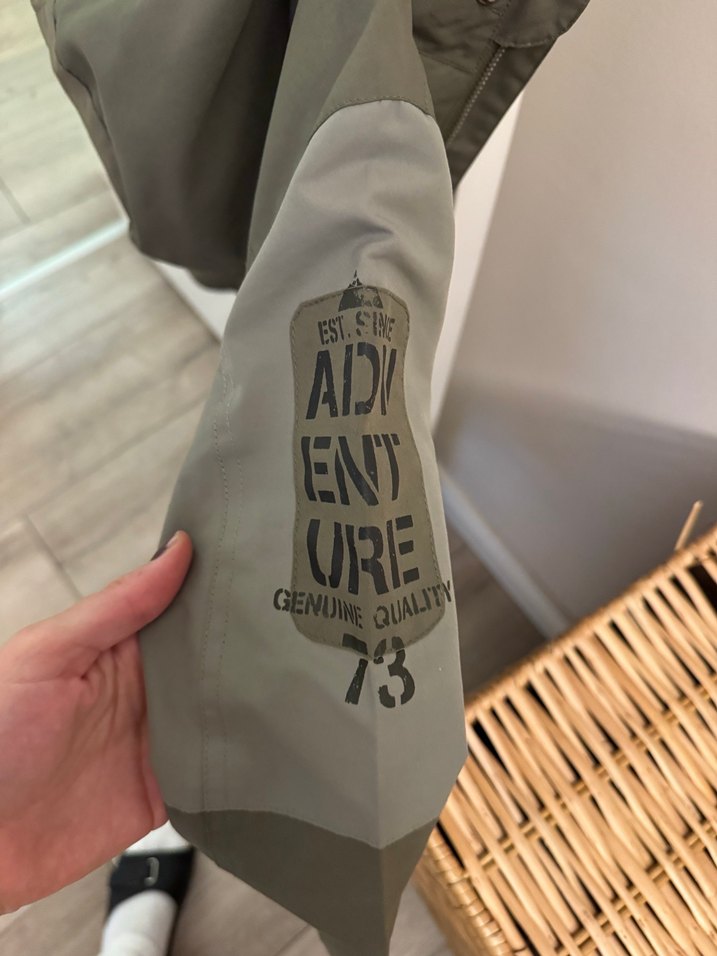 EST. SINCE
ADV
ENT
URE
GENUINE QUALITY
73